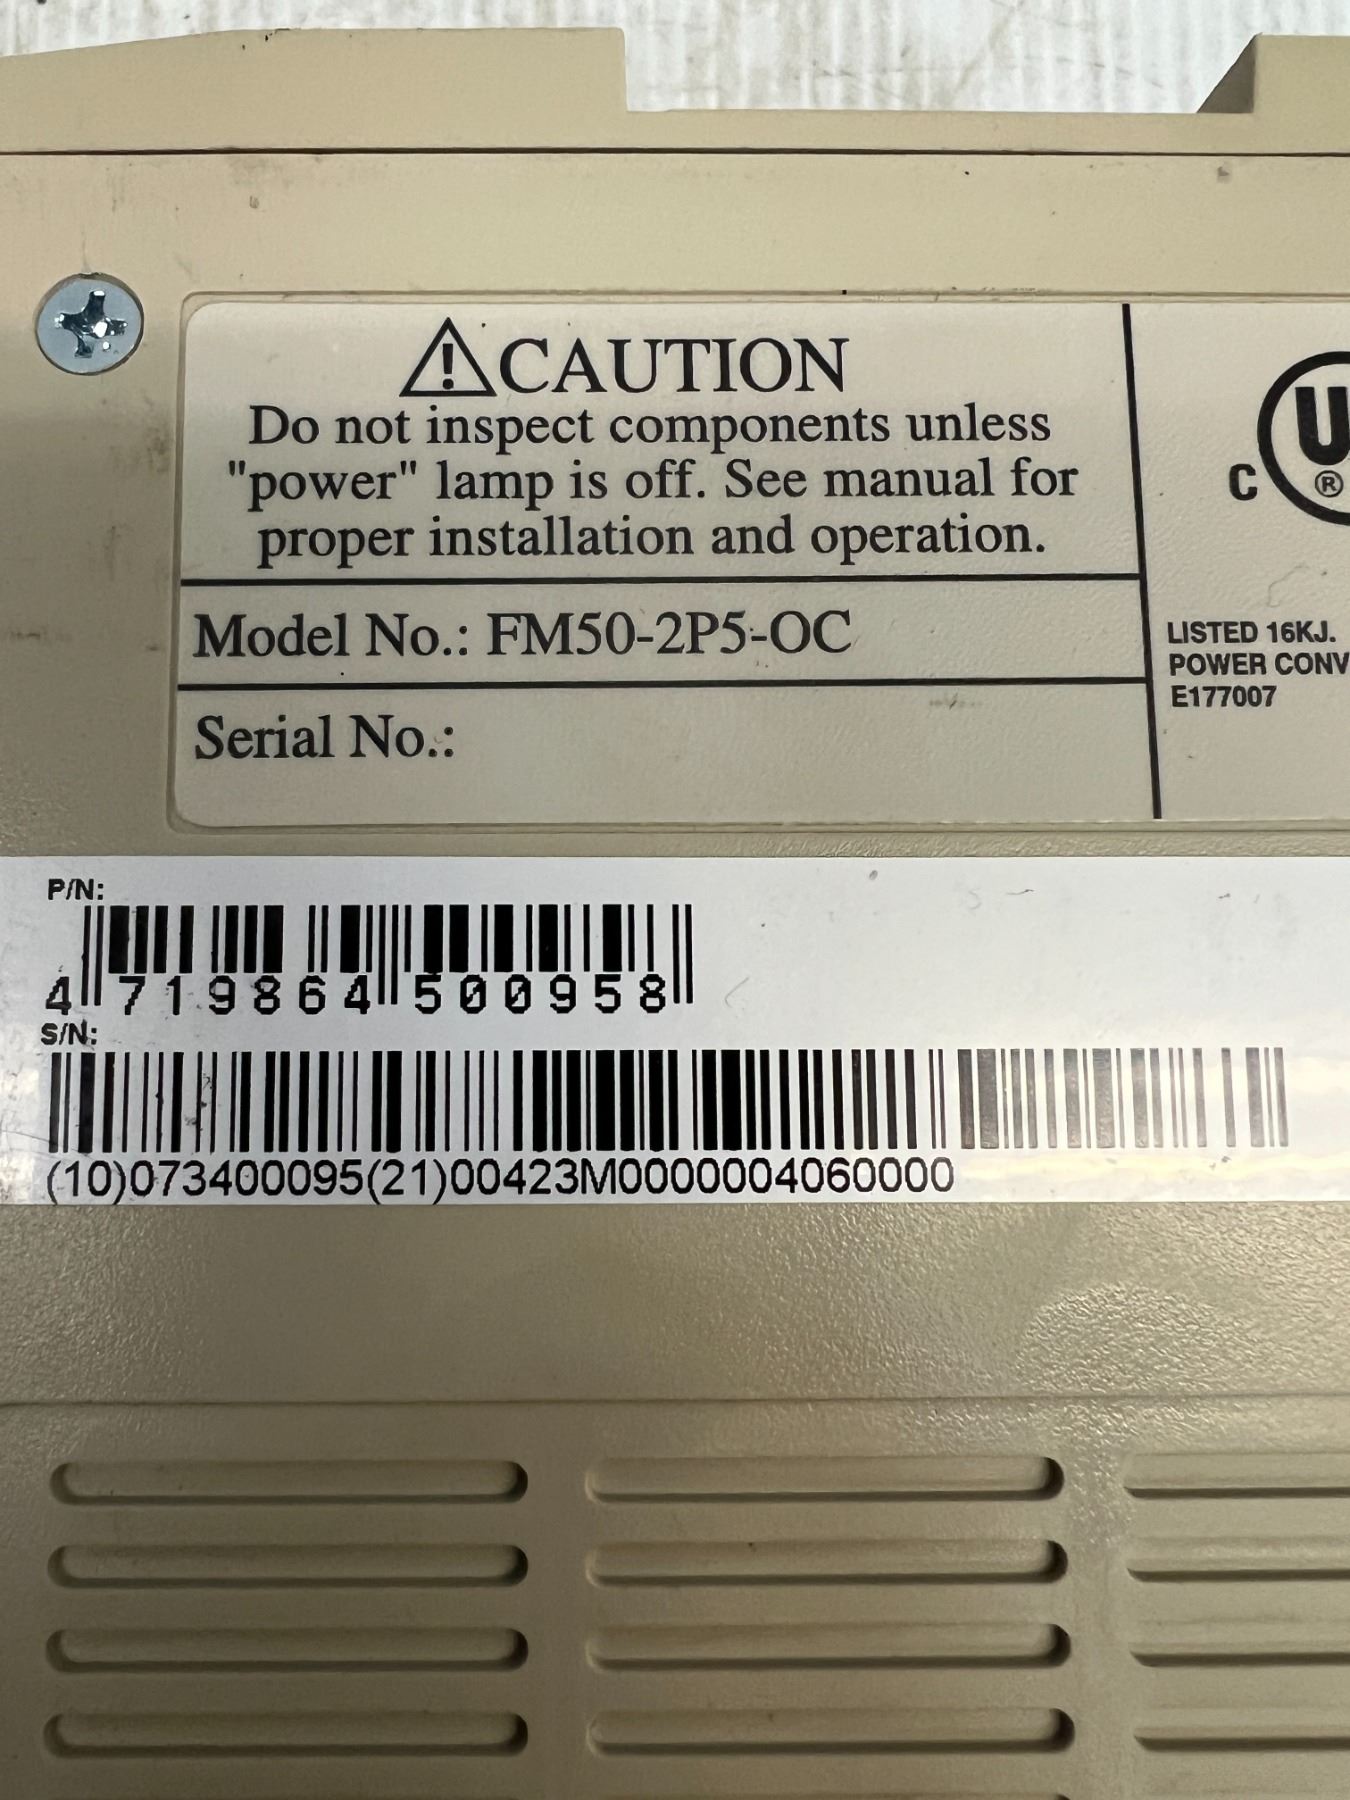 CAUTION
Do not inspect components unless
"power" lamp is off. See manual for
proper installation and operation.
Model No.: FM50-2P5-OC
Serial No.:
C U
®
LISTED 16KJ.
POWER CONV
E177007
P/N:
4 719864 500958
S/N:
(10)073400095(21)00423M0000004060000